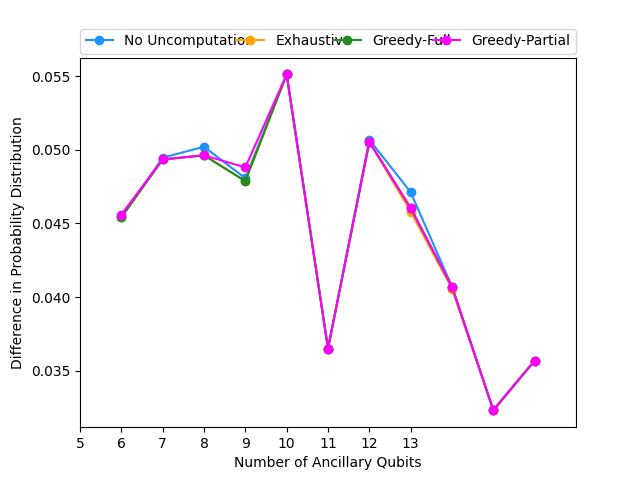 No Uncomputation Exhaustive Greedy-Full Greedy-Partial
0.055
0.050
0.045
0.040
0.035
Difference in Probability Distribution
5 6 7 8 9 10 11 12 13
Number of Ancillary Qubits